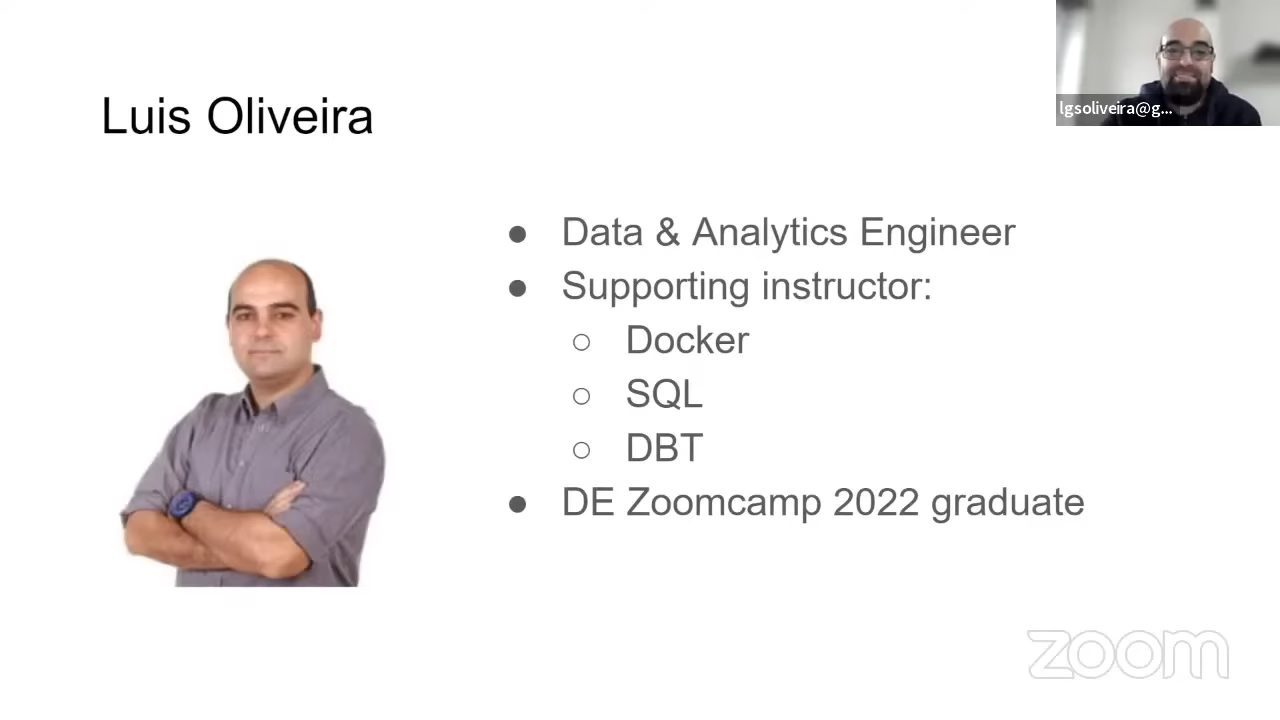 lgsoliveira@g...
Luis Oliveira
● Data & Analytics Engineer
● Supporting instructor:
○ Docker
○ SQL
○ DBT
● DE Zoomcamp 2022 graduate
zoom